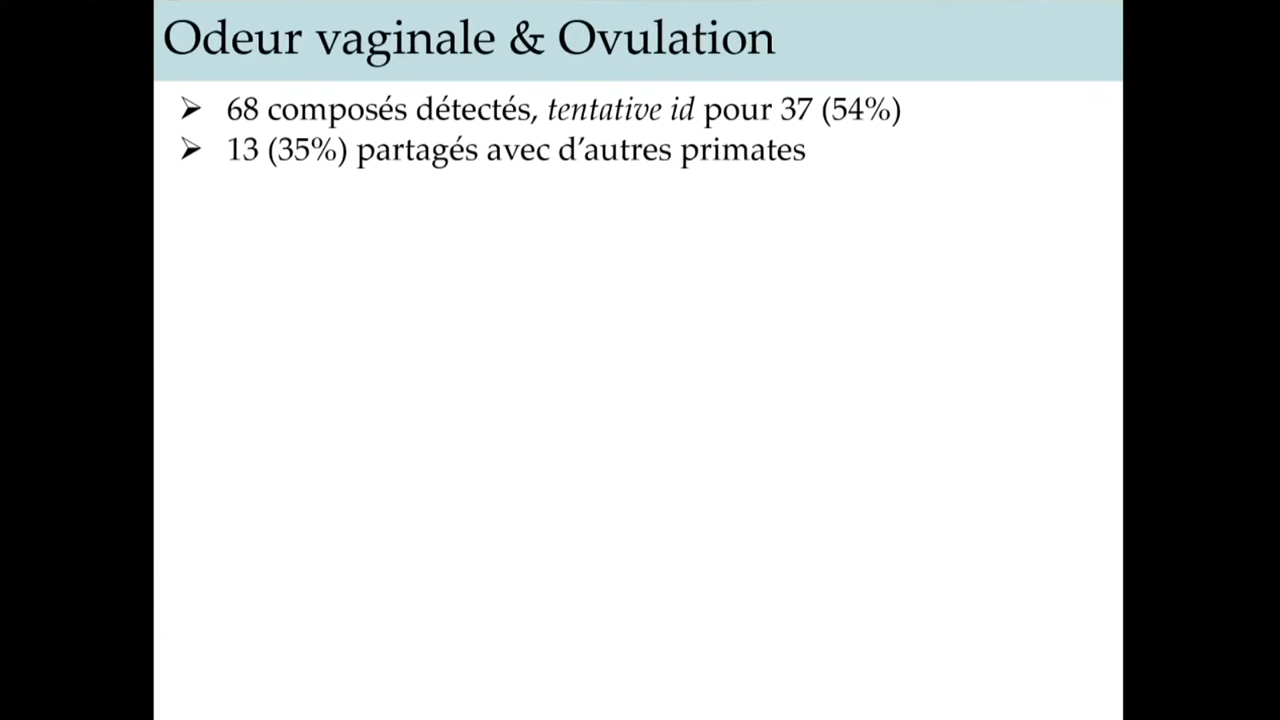 Odeur vaginale & Ovulation
➢ 68 composés détectés, tentative id pour 37 (54%)
➢ 13 (35%) partagés avec d’autres primates